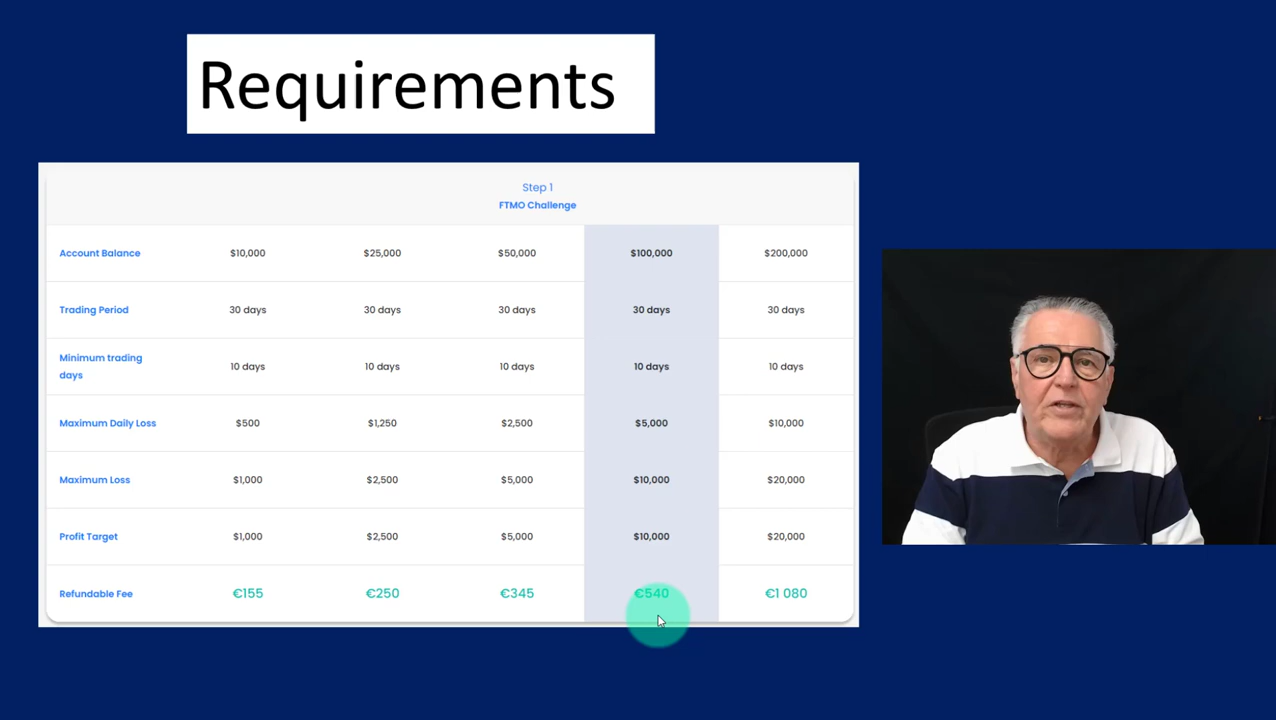 Requirements
Step 1
FTMO Challenge
Account Balance $10,000 $25,000 $50,000 $100,000 $200,000
Trading Period 30 days 30 days 30 days 30 days 30 days
Minimum trading
days 10 days 10 days 10 days 10 days 10 days
Maximum Daily Loss $500 $1,250 $2,500 $5,000 $10,000
Maximum Loss $1,000 $2,500 $5,000 $10,000 $20,000
Profit Target $1,000 $2,500 $5,000 $10,000 $20,000
Refundable Fee €155 €250 €345 €540 €1 080